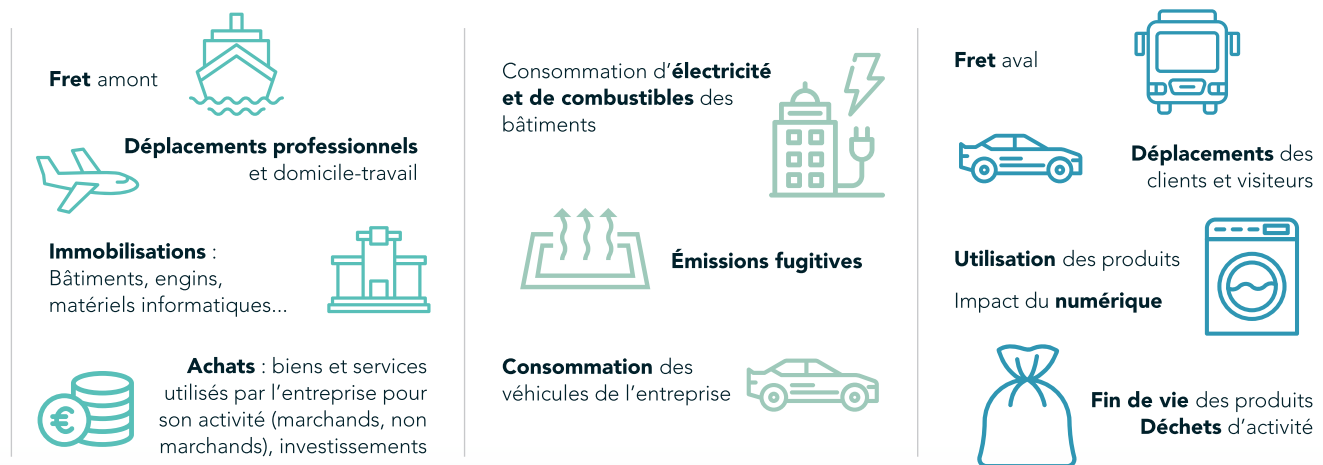 Fret amont
Déplacements professionnels
et domicile-travail
Immobilisations :
Bâtiments, engins,
matériels informatiques...
Achats : biens et services
utilisés par l’entreprise pour
son activité (marchands, non
marchands), investissements
€
Consommation d’électricité
et de combustibles des
bâtiments
Émissions fugitives
Consommation des
véhicules de l’entreprise
Fret aval
Déplacements des
clients et visiteurs
Utilisation des produits
Impact du numérique
Fin de vie des produits
Déchets d’activité